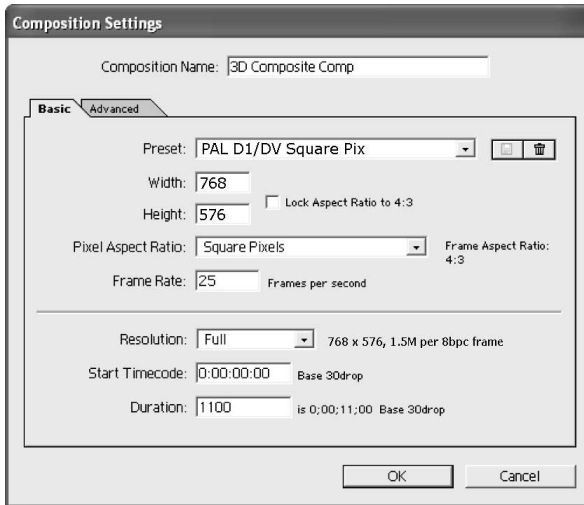 Composition Settings
Composition Name: 3D Composite Comp
Basic Advanced
Preset: PAL D1/DV Square Pix
Width: 768
Lock Aspect Ratio to 4:3
Height: 576
Pixel Aspect Ratio: Square Pixels Frame Aspect Ratio:
4:3
Frame Rate: 25 Frames per second
Resolution: Full 768 x 576, 1.5M per 8bpc frame
Start Timecode: 0:00:00:00 Base 30drop
Duration: 1100 is 0;00;11;00 Base 30drop
OK Cancel